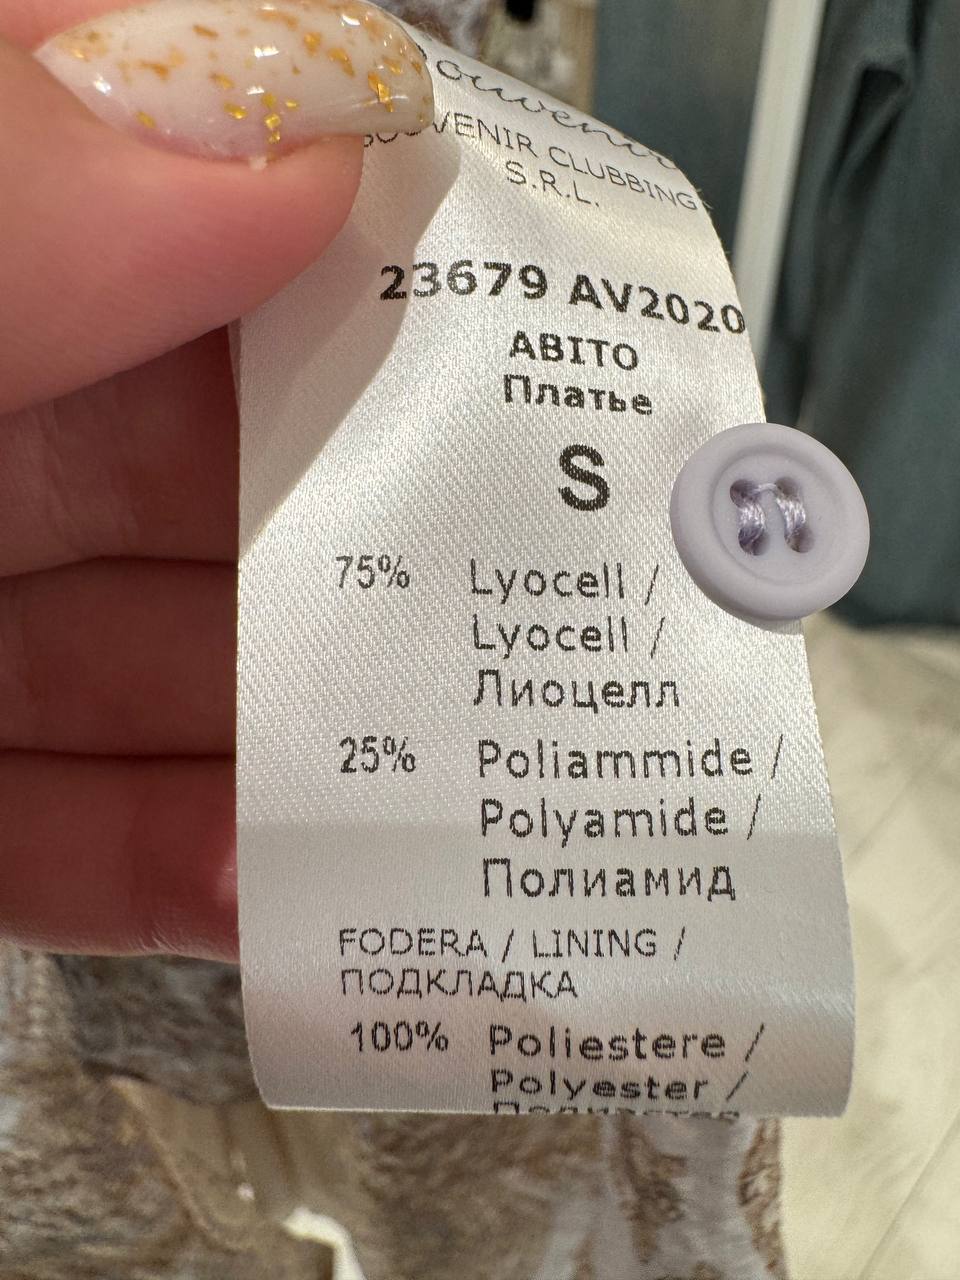 Souvenir
SOUVENIR CLUBBING
S.R.L.
23679 AV2020
ABITO
Платье
S
75% Lyocell /
Lyocell /
Лиоцелл
25% Poliammide /
Polyamide /
Полиамид
FODERA / LINING /
ПОДКЛАДКА
100% Poliestere /
Polyester /